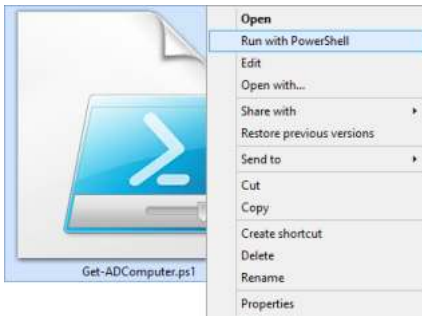 Open
Run with PowerShell
Edit
Open with...
Share with
Restore previous versions
Send to
Cut
Copy
Create shortcut
Delete
Rename
Properties
Get-ADComputer.ps1